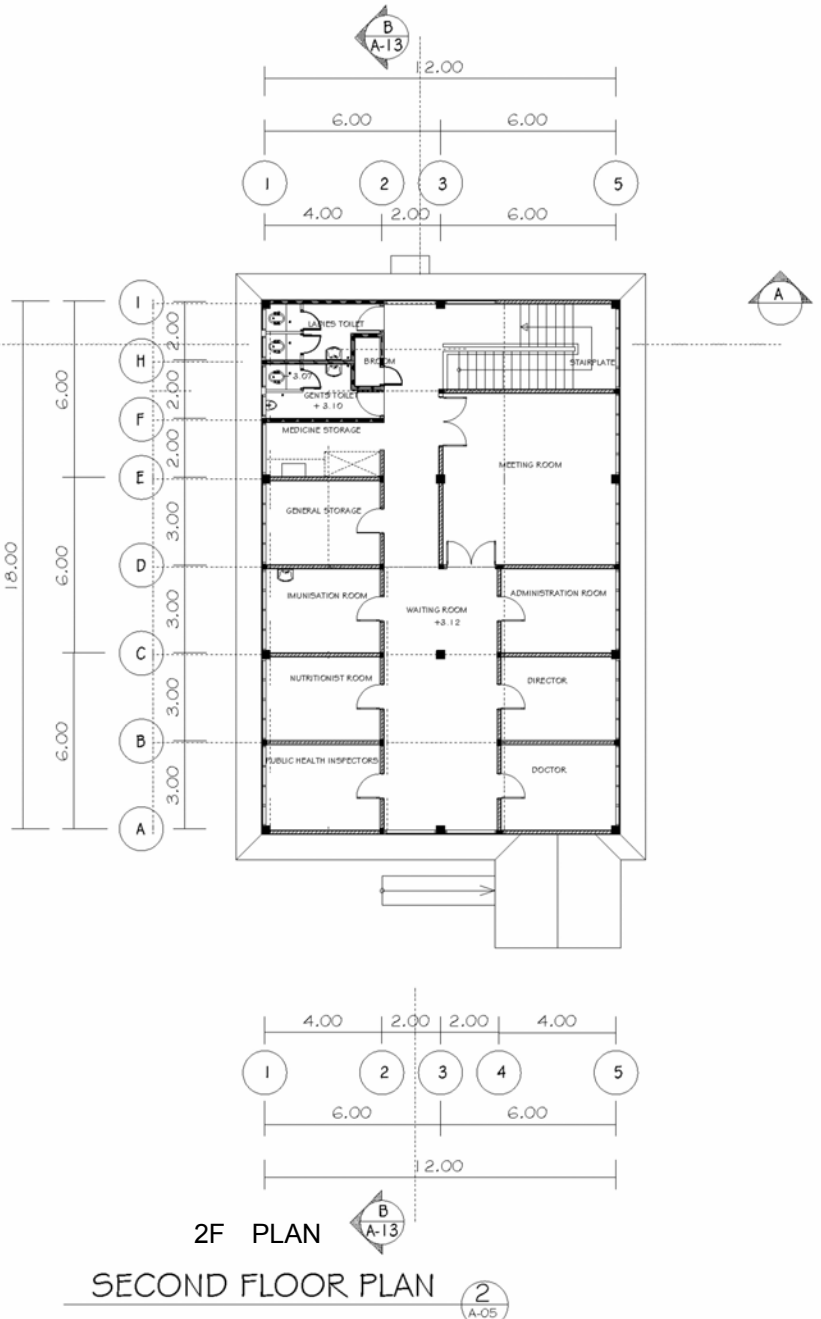 B
A-13
12.00
6.00
6.00
1
2
3
5
4.00
2.00
6.00
I
A
2.00
LADIES TOILET
H
BROOM
STAIRPLATE
6.00
- 3.07
2.00
GENTS TOILET
+ 3.10
F
MEDICINE STORAGE
2.00
E
MEETING ROOM
GENERAL STORAGE
3.00
D
18.00
6.00
IMUNISATION ROOM
ADMINISTRATION ROOM
3.00
WAITING ROOM
+3.12
C
NUTRITIONIST ROOM
DIRECTOR
3.00
B
6.00
PUBLIC HEALTH INSPECTORS
DOCTOR
3.00
A
4.00
2.00
2.00
4.00
1
2
3
4
5
6.00
6.00
12.00
B
A-13
2F PLAN
SECOND FLOOR PLAN
2
A-05